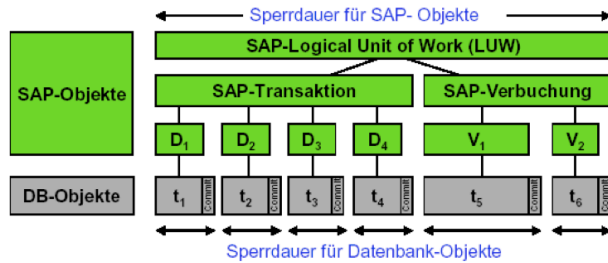 Sperrdauer für SAP- Objekte
SAP-Objekte
SAP-Logical Unit of Work (LUW)
SAP-Transaktion
SAP-Verbuchung
D1
D2
D3
D4
V1
V2
DB-Objekte
t1
Commit
t2
Commit
t3
Commit
t4
Commit
t5
Commit
t6
Commit
Sperrdauer für Datenbank-Objekte